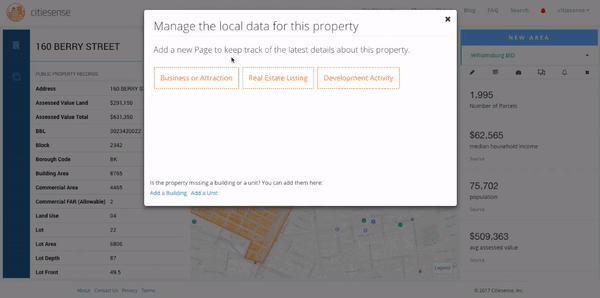 citiesense
Blog
FAQ
Search
citiesense
160 BERRY STREET
PUBLIC PROPERTY RECORDS
Address 160 BERRY S
Assessed Value Land $291,150
Assessed Value Total $631,350
BBL 3023420022
Block 2342
Borough Code BK
Building Area 8765
Commercial Area 4465
Commercial FAR (Allowable) 2
Land Use 04
Lot 22
Lot Area 5806
Lot Depth 87
Lot Front 49.5
Manage the local data for this property
Add a new Page to keep track of the latest details about this property.
Business or Attraction
Real Estate Listing
Development Activity
Is the property missing a building or a unit? You can add them here:
Add a Building Add a Unit
Legend
NEW AREA
Williamsburg BID
1,995
Number of Parcels
$62,565
median household income
Source
75,702
population
Source
$509,363
avg assessed value
About Contact Us Privacy Terms
© 2017 Citiesense, Inc.